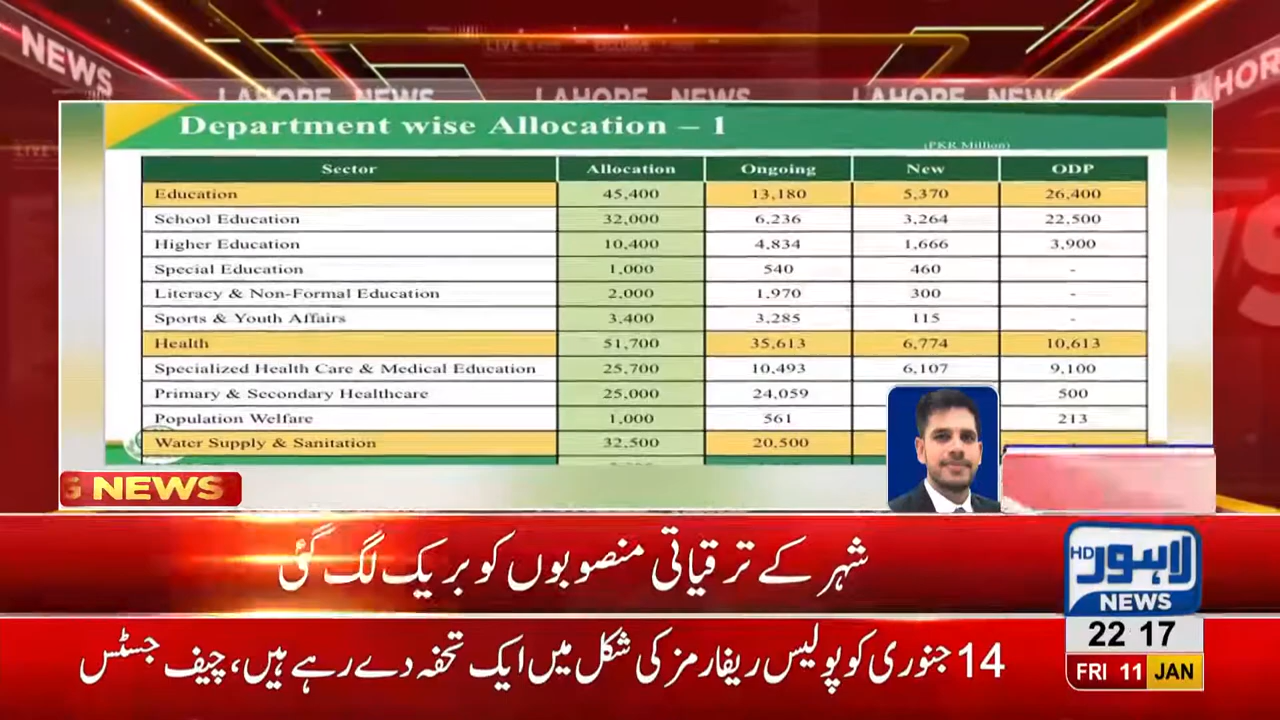 NEWS
LAHORE NEWS
LAHORE NEWS
LAHORE NEWS
LAHOR
Department wise Allocation – 1
(PKR Million)
Sector Allocation Ongoing New ODP
Education 45,400 13,180 5,370 26,400
School Education 32,000 6,236 3,264 22,500
Higher Education 10,400 4,834 1,666 3,900
Special Education 1,000 540 460 -
Literacy & Non-Formal Education 2,000 1,970 300 -
Sports & Youth Affairs 3,400 3,285 115 -
Health 51,700 35,613 6,774 10,613
Specialized Health Care & Medical Education 25,700 10,493 6,107 9,100
Primary & Secondary Healthcare 25,000 24,059 500
Population Welfare 1,000 561 213
Water Supply & Sanitation 32,500 20,500 -
G NEWS
شہر کے ترقیاتی منصوبوں کو بریک لگ گئی
HD لاہور
NEWS
22 17
FRI 11 JAN
14 جنوری کو پولیس ریفارمز کی شکل میں ایک تحفہ دے رہے ہیں، چیف جسٹس